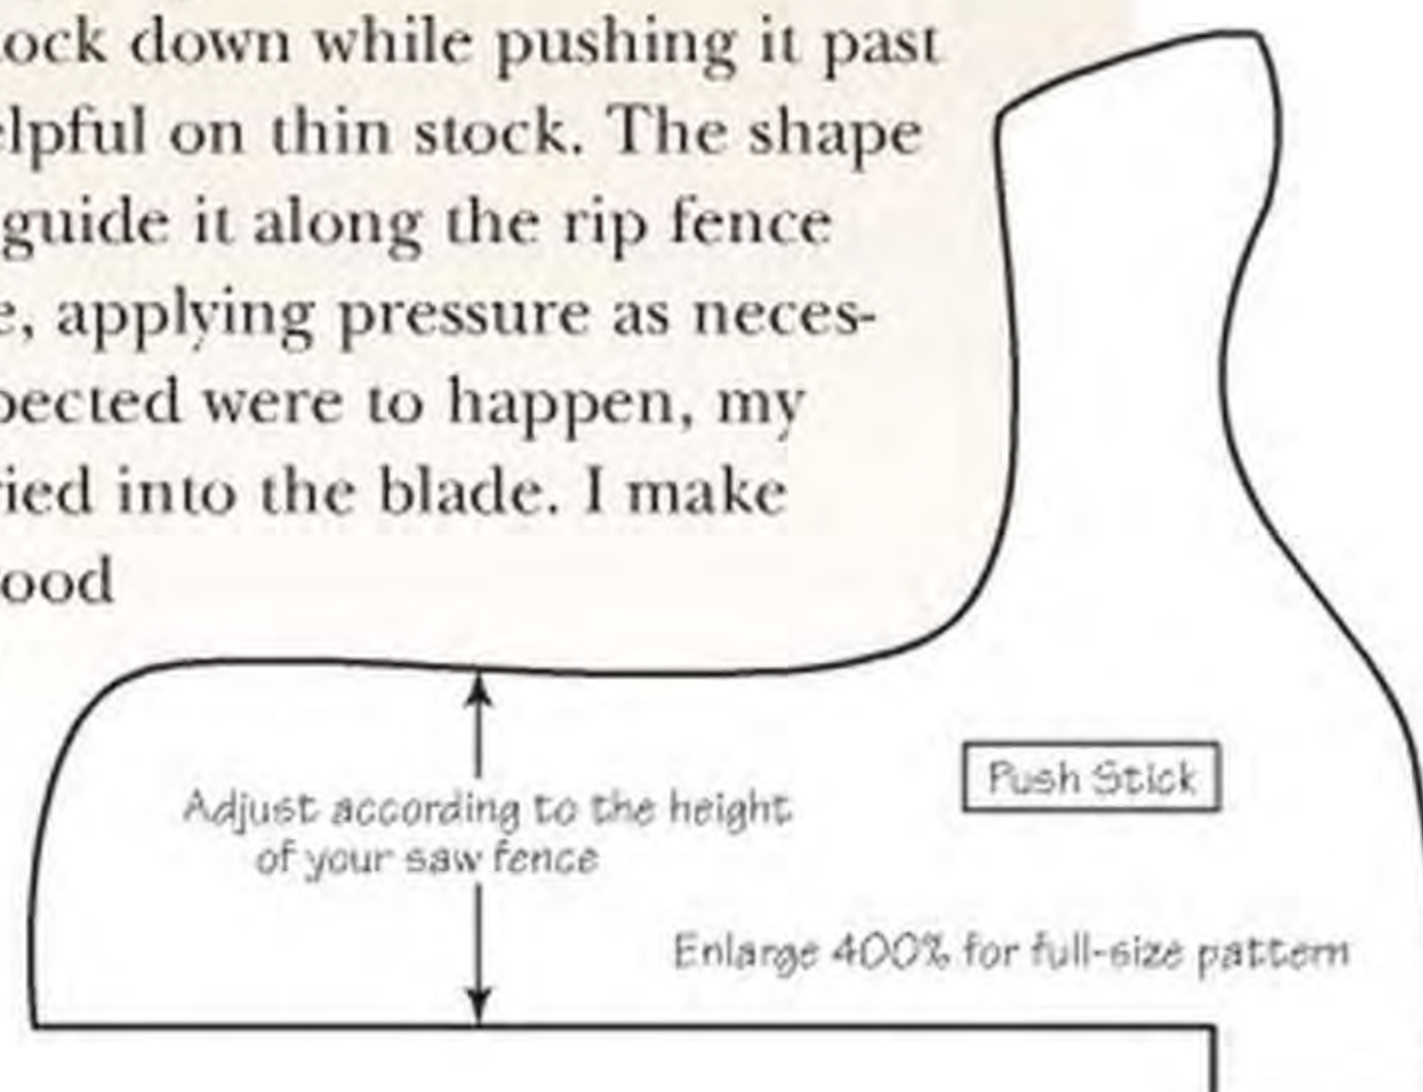 ock down while pushing it past
elpful on thin stock. The shape
guide it along the rip fence
e, applying pressure as neces-
pected were to happen, my
ried into the blade. I make
ood
Push Stick
Adjust according to the height
of your saw fence
Enlarge 400% for full-size pattern